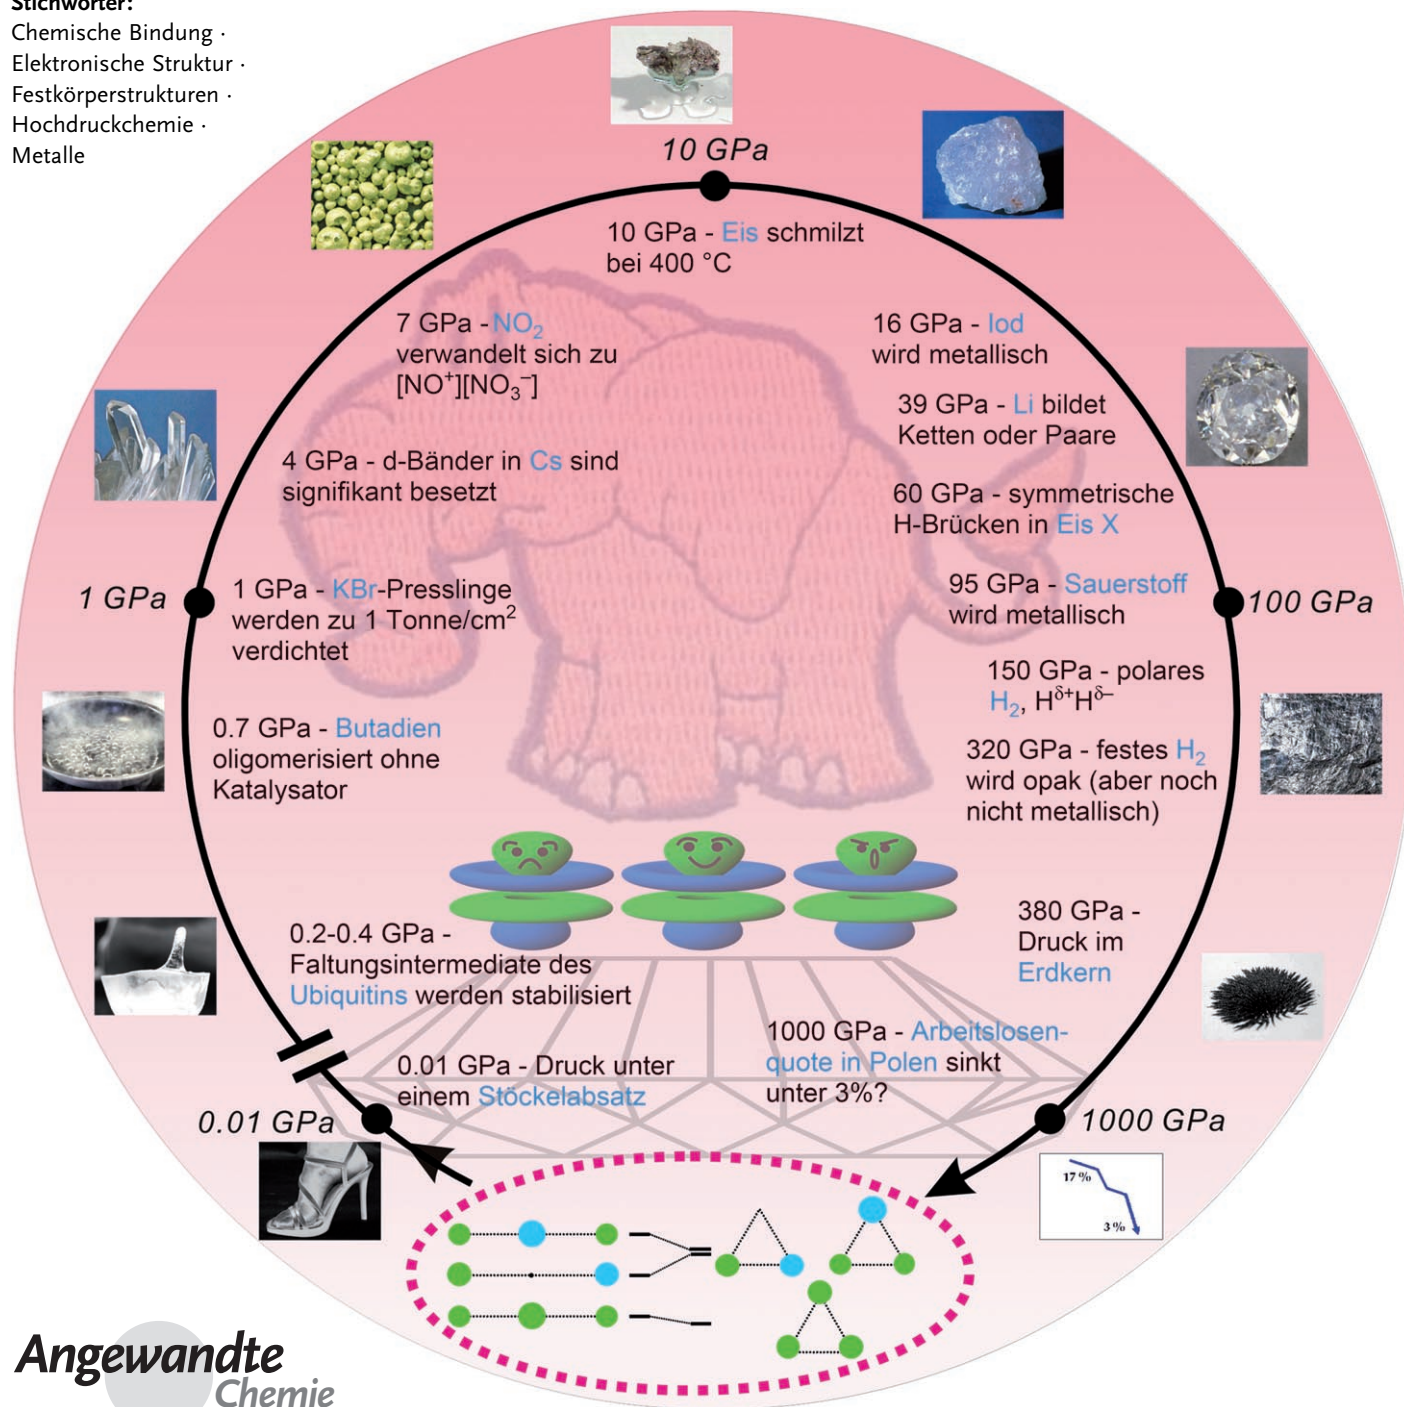 Stichwörter:
Chemische Bindung ·
Elektronische Struktur ·
Festkörperstrukturen ·
Hochdruckchemie ·
Metalle
10 GPa
10 GPa - Eis schmilzt
bei 400 °C
7 GPa - NO₂
verwandelt sich zu
[NO⁺][NO₃⁻]
4 GPa - d-Bänder in Cs sind
signifikant besetzt
1 GPa
1 GPa - KBr-Presslinge
werden zu 1 Tonne/cm²
verdichtet
0.7 GPa - Butadien
oligomerisiert ohne
Katalysator
0.2-0.4 GPa -
Faltungsintermediate des
Ubiquitins werden stabilisiert
0.01 GPa - Druck unter
einem Stöckelabsatz
0.01 GPa
16 GPa - Iod
wird metallisch
39 GPa - Li bildet
Ketten oder Paare
60 GPa - symmetrische
H-Brücken in Eis X
95 GPa - Sauerstoff
wird metallisch
100 GPa
150 GPa - polares
H₂, Hᵟ⁺Hᵟ⁻
320 GPa - festes H₂
wird opak (aber noch
nicht metallisch)
380 GPa -
Druck im
Erdkern
1000 GPa - Arbeitslosen-
quote in Polen sinkt
unter 3%?
1000 GPa
17 %
3 %
Angewandte
Chemie